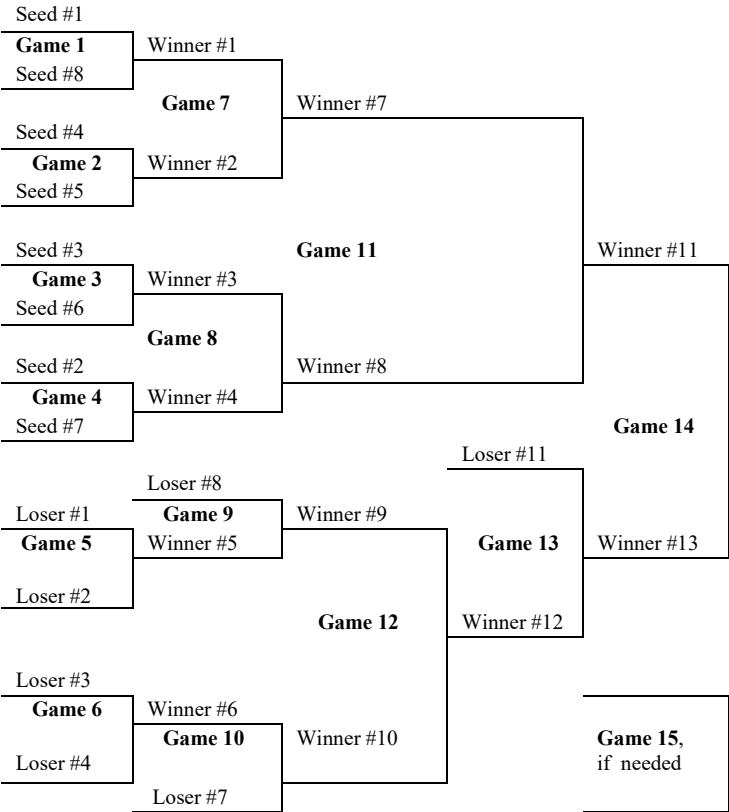 Seed #1
Game 1
Winner #1
Seed #8
Game 7
Winner #7
Seed #4
Game 2
Winner #2
Seed #5
Seed #3
Game 11
Winner #11
Game 3
Winner #3
Seed #6
Game 8
Seed #2
Winner #8
Game 4
Winner #4
Seed #7
Game 14
Loser #11
Loser #8
Loser #1
Game 9
Winner #9
Game 5
Winner #5
Game 13
Winner #13
Loser #2
Game 12
Winner #12
Loser #3
Game 6
Winner #6
Game 10
Winner #10
Game 15,
Loser #4
if needed
Loser #7